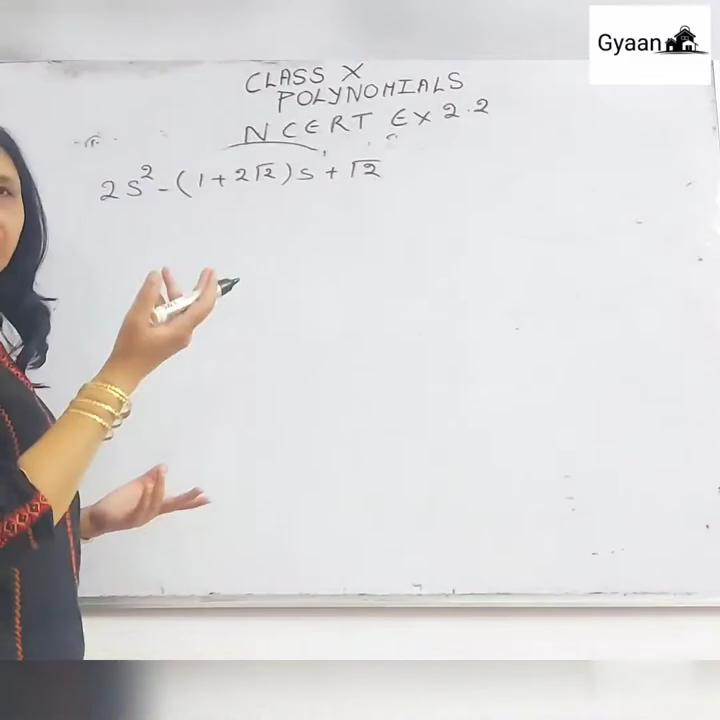 Gyaan
CLASS X
POLYNOMIALS
NCERT Ex 2.2
2s² - (1 + 2√2)s + √2